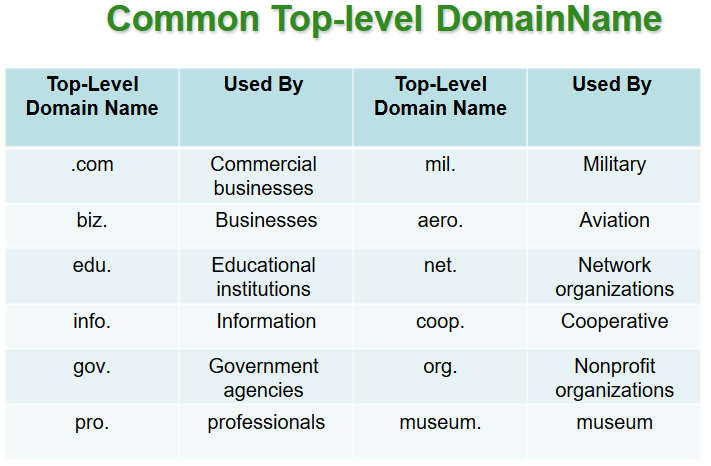 Common Top-level DomainName
Top-Level Domain Name Used By Top-Level Domain Name Used By
.com Commercial businesses mil. Military
biz. Businesses aero. Aviation
edu. Educational institutions net. Network organizations
info. Information coop. Cooperative
gov. Government agencies org. Nonprofit organizations
pro. professionals museum. museum